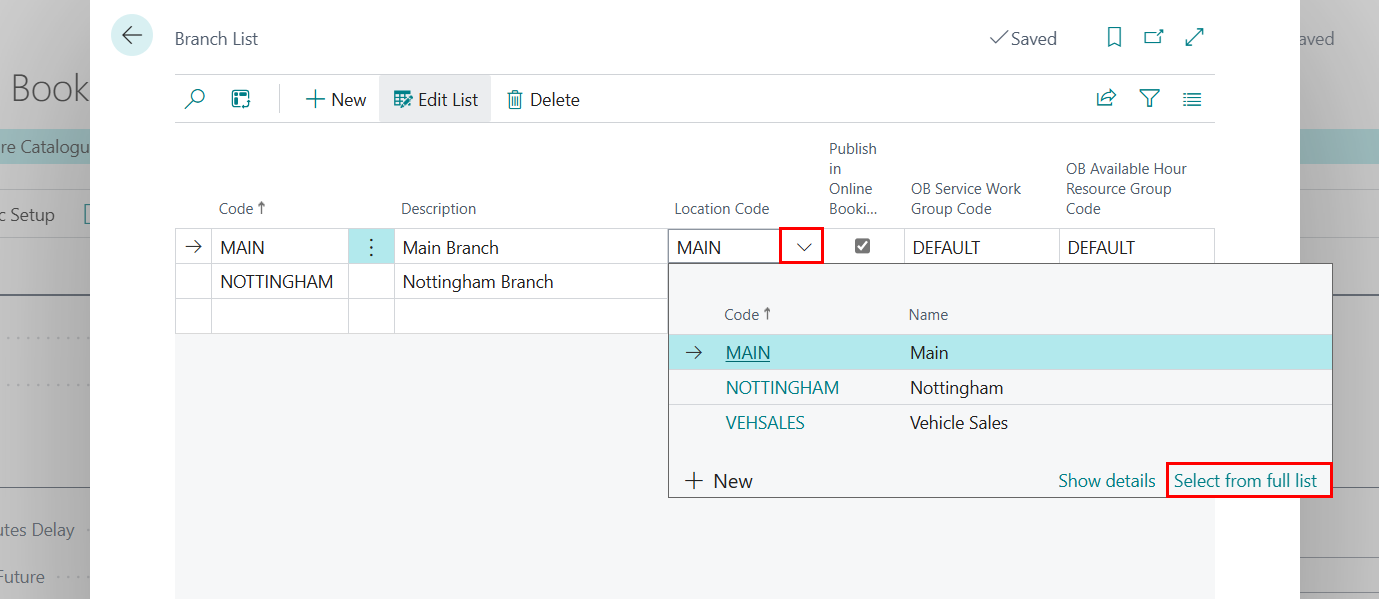 Branch List
Saved
aved
Book
New
Edit List
Delete
re Catalogu
c Setup
Code↑
Description
Location Code
Publish
in
Online
Booki...
OB Service Work
Group Code
OB Available Hour
Resource Group
Code
MAIN
Main Branch
MAIN
DEFAULT
DEFAULT
NOTTINGHAM
Nottingham Branch
Code↑
Name
MAIN
Main
NOTTINGHAM
Nottingham
VEHSALES
Vehicle Sales
New
Show details
Select from full list
utes Delay
Future